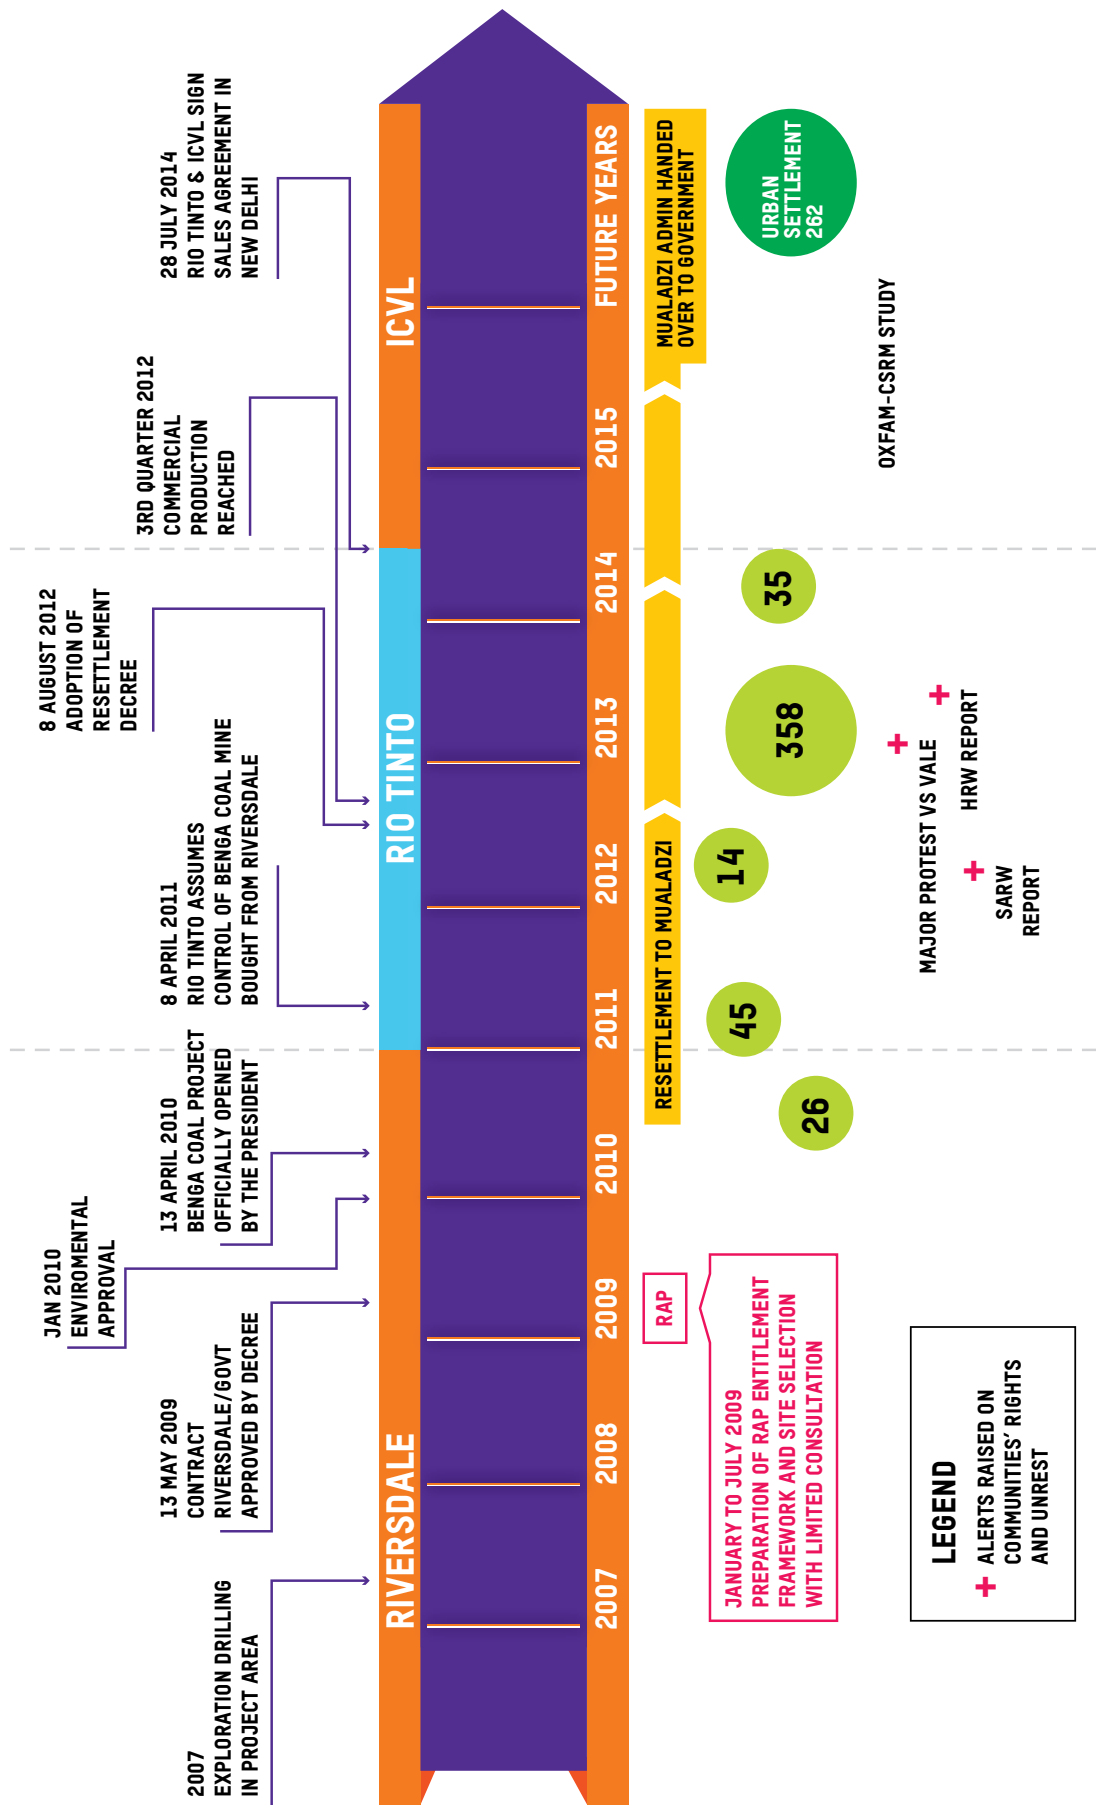 2007
EXPLORATION DRILLING
IN PROJECT AREA
13 MAY 2009
CONTRACT
RIVERSDALE/GOVT
APPROVED BY DECREE
JAN 2010
ENVIROMENTAL
APPROVAL
13 APRIL 2010
BENGA COAL PROJECT
OFFICIALLY OPENED
BY THE PRESIDENT
8 APRIL 2011
RIO TINTO ASSUMES
CONTROL OF BENGA COAL MINE
BOUGHT FROM RIVERSDALE
8 AUGUST 2012
ADOPTION OF
RESETTLEMENT
DECREE
3RD QUARTER 2012
COMMERCIAL
PRODUCTION
REACHED
28 JULY 2014
RIO TINTO & ICVL SIGN
SALES AGREEMENT IN
NEW DELHI
RIVERSDALE
RIO TINTO
ICVL
2007
2008
2009
2010
2011
2012
2013
2014
2015
FUTURE YEARS
RAP
JANUARY TO JULY 2009
PREPARATION OF RAP ENTITLEMENT
FRAMEWORK AND SITE SELECTION
WITH LIMITED CONSULTATION
RESETTLEMENT TO MUALADZI
MUALADZI ADMIN HANDED
OVER TO GOVERNMENT
26
45
14
358
35
URBAN
SETTLEMENT
262
OXFAM-CSRM STUDY
MAJOR PROTEST VS VALE
HRW REPORT
SARW
REPORT
LEGEND
+ ALERTS RAISED ON
COMMUNITIES' RIGHTS
AND UNREST